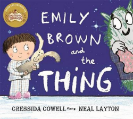 EMILY
BROWN
and the
THING
CRESSIDA COWELL NEAL LAYTON